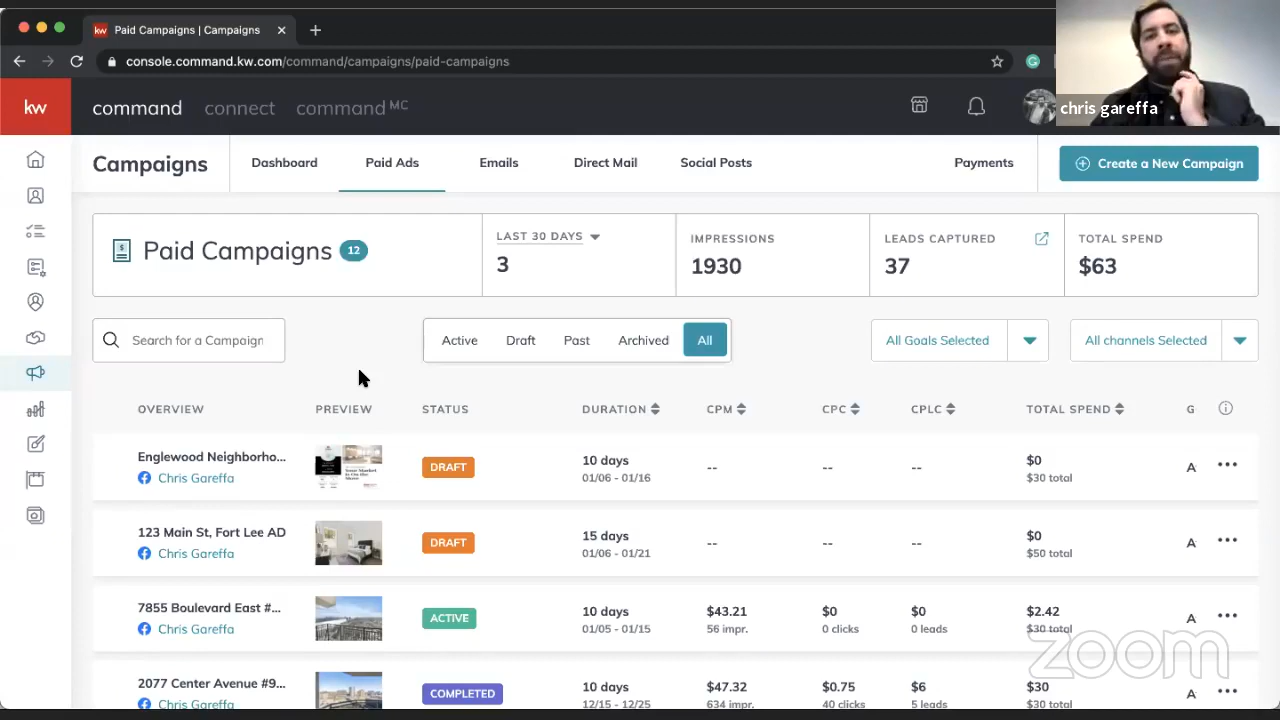 Paid Campaigns | Campaigns
console.command.kw.com/command/campaigns/paid-campaigns
chris gareffa
kw
command connect command MC
Campaigns
Dashboard Paid Ads Emails Direct Mail Social Posts Payments Create a New Campaign
Paid Campaigns 12
LAST 30 DAYS
3
IMPRESSIONS
1930
LEADS CAPTURED
37
TOTAL SPEND
$63
Search for a Campaign
Active Draft Past Archived All
All Goals Selected
All channels Selected
OVERVIEW PREVIEW STATUS DURATION CPM CPC CPLC TOTAL SPEND G
Englewood Neighborho... DRAFT 10 days -- -- -- $0 A
Chris Gareffa 01/06 - 01/16 $30 total
123 Main St, Fort Lee AD DRAFT 15 days -- -- -- $0 A
Chris Gareffa 01/06 - 01/21 $50 total
7855 Boulevard East #... ACTIVE 10 days $43.21 $0 $0 $2.42 A
Chris Gareffa 01/05 - 01/15 56 impr. 0 clicks 0 leads $30 total
2077 Center Avenue #9... COMPLETED 10 days $47.32 $0.75 $6 $30 A
Chris Gareffa 12/15 - 12/25 634 impr. 40 clicks 5 leads $30 total
zoom